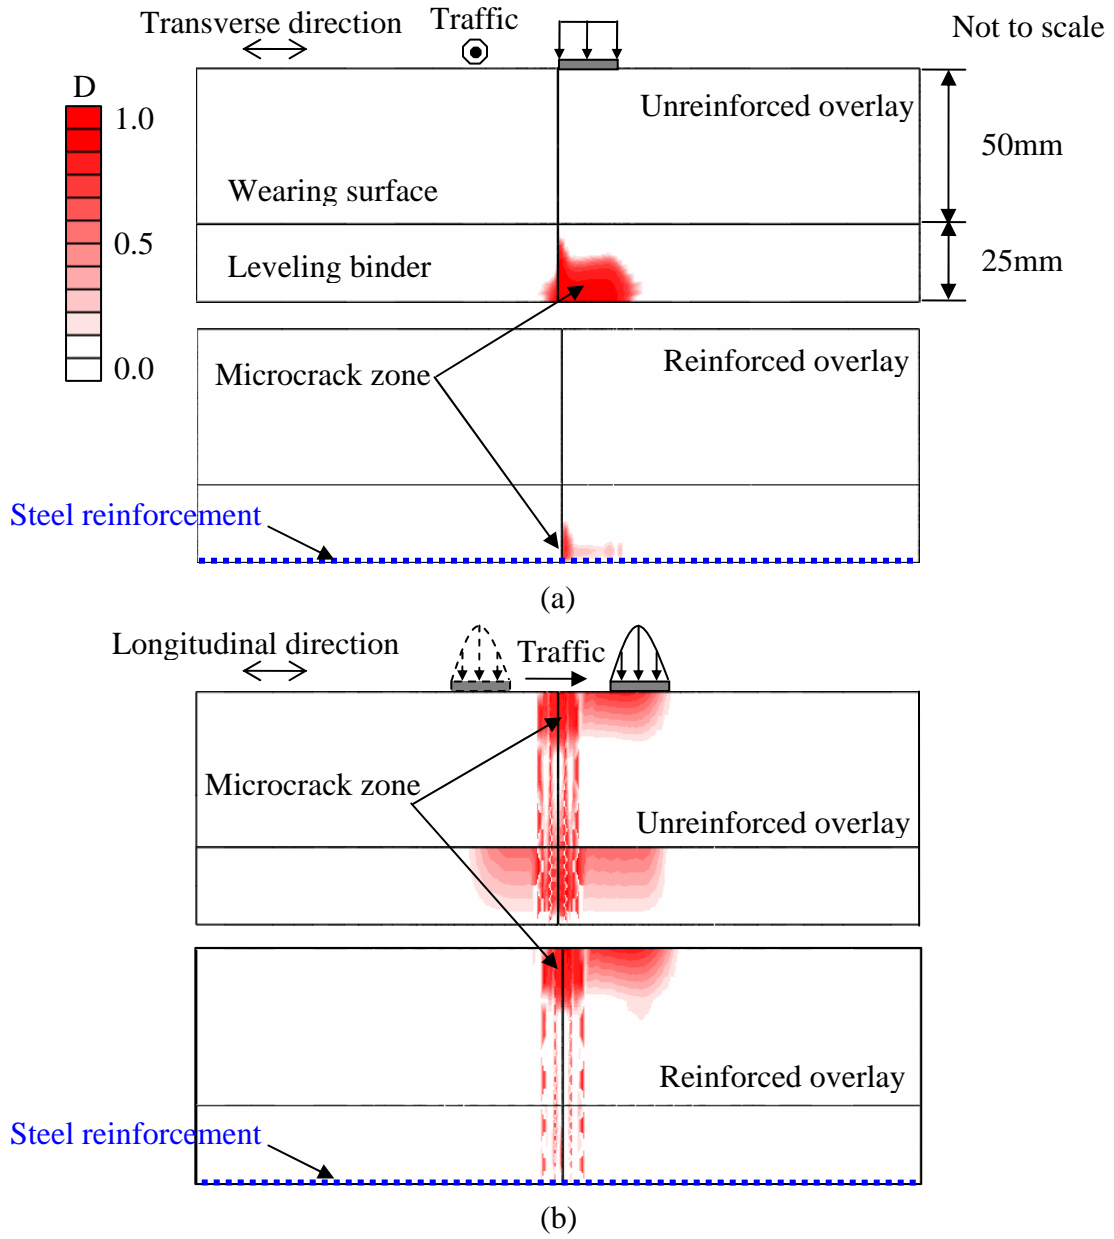 Transverse direction
Traffic
Not to scale
D
1.0
0.5
0.0
Unreinforced overlay
50mm
Wearing surface
Leveling binder
25mm
Reinforced overlay
Microcrack zone
Steel reinforcement
(a)
Longitudinal direction
Traffic
Microcrack zone
Unreinforced overlay
Reinforced overlay
Steel reinforcement
(b)